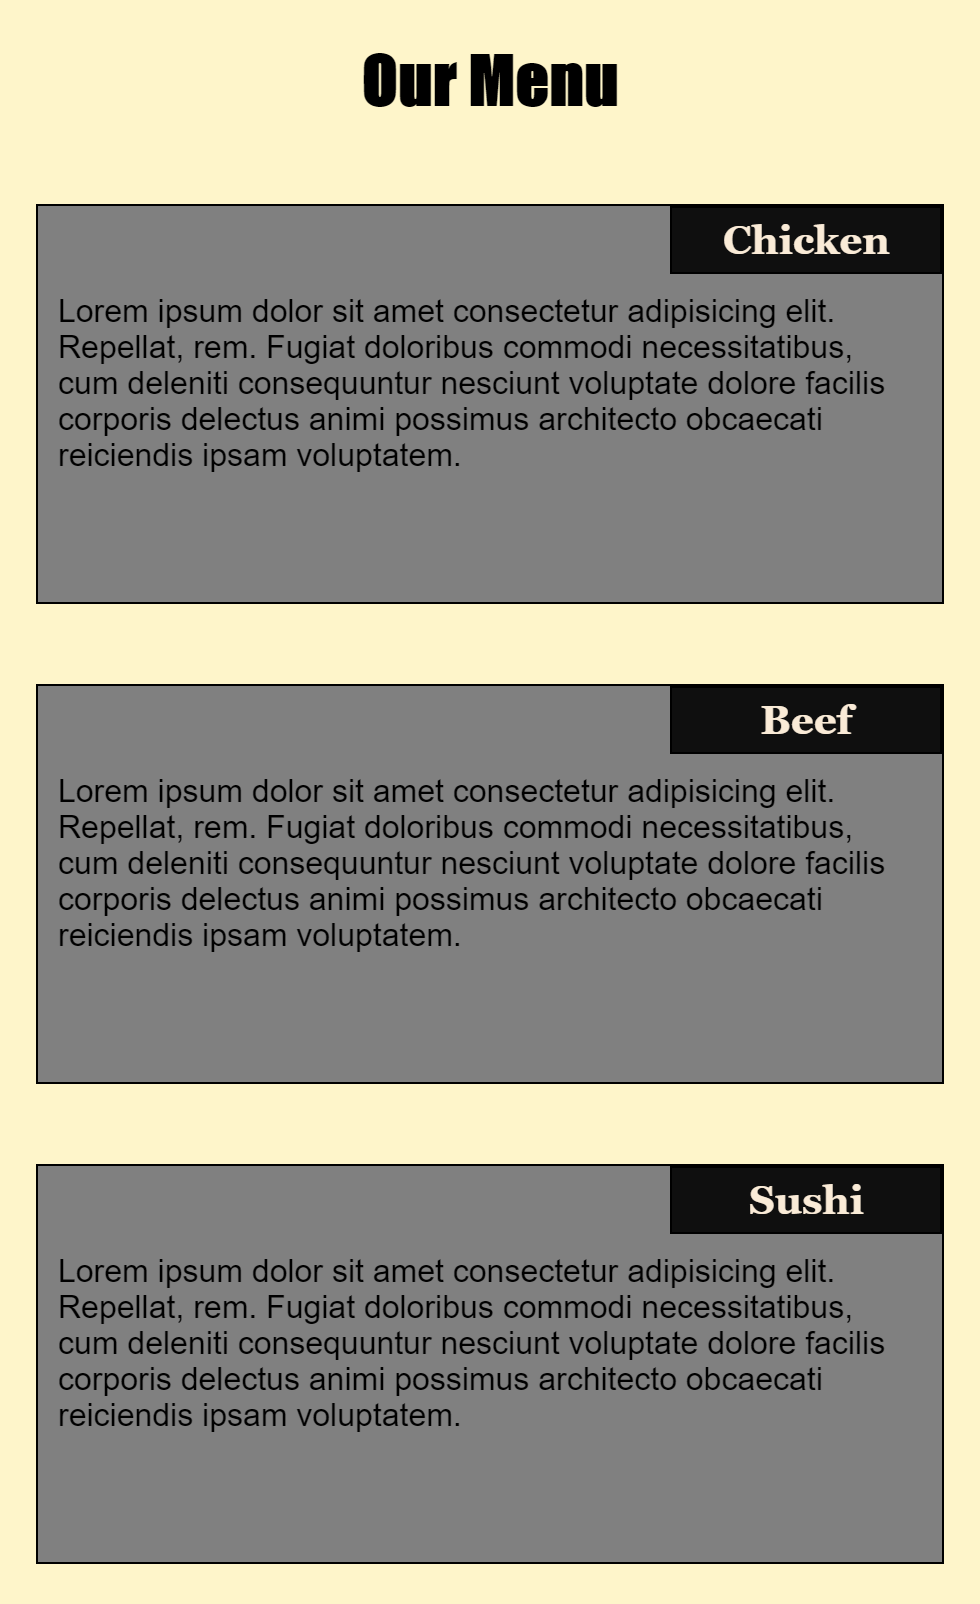 Our Menu
Chicken
Lorem ipsum dolor sit amet consectetur adipisicing elit.
Repellat, rem. Fugiat doloribus commodi necessitatibus,
cum deleniti consequuntur nesciunt voluptate dolore facilis
corporis delectus animi possimus architecto obcaecati
reiciendis ipsam voluptatem.
Beef
Lorem ipsum dolor sit amet consectetur adipisicing elit.
Repellat, rem. Fugiat doloribus commodi necessitatibus,
cum deleniti consequuntur nesciunt voluptate dolore facilis
corporis delectus animi possimus architecto obcaecati
reiciendis ipsam voluptatem.
Sushi
Lorem ipsum dolor sit amet consectetur adipisicing elit.
Repellat, rem. Fugiat doloribus commodi necessitatibus,
cum deleniti consequuntur nesciunt voluptate dolore facilis
corporis delectus animi possimus architecto obcaecati
reiciendis ipsam voluptatem.